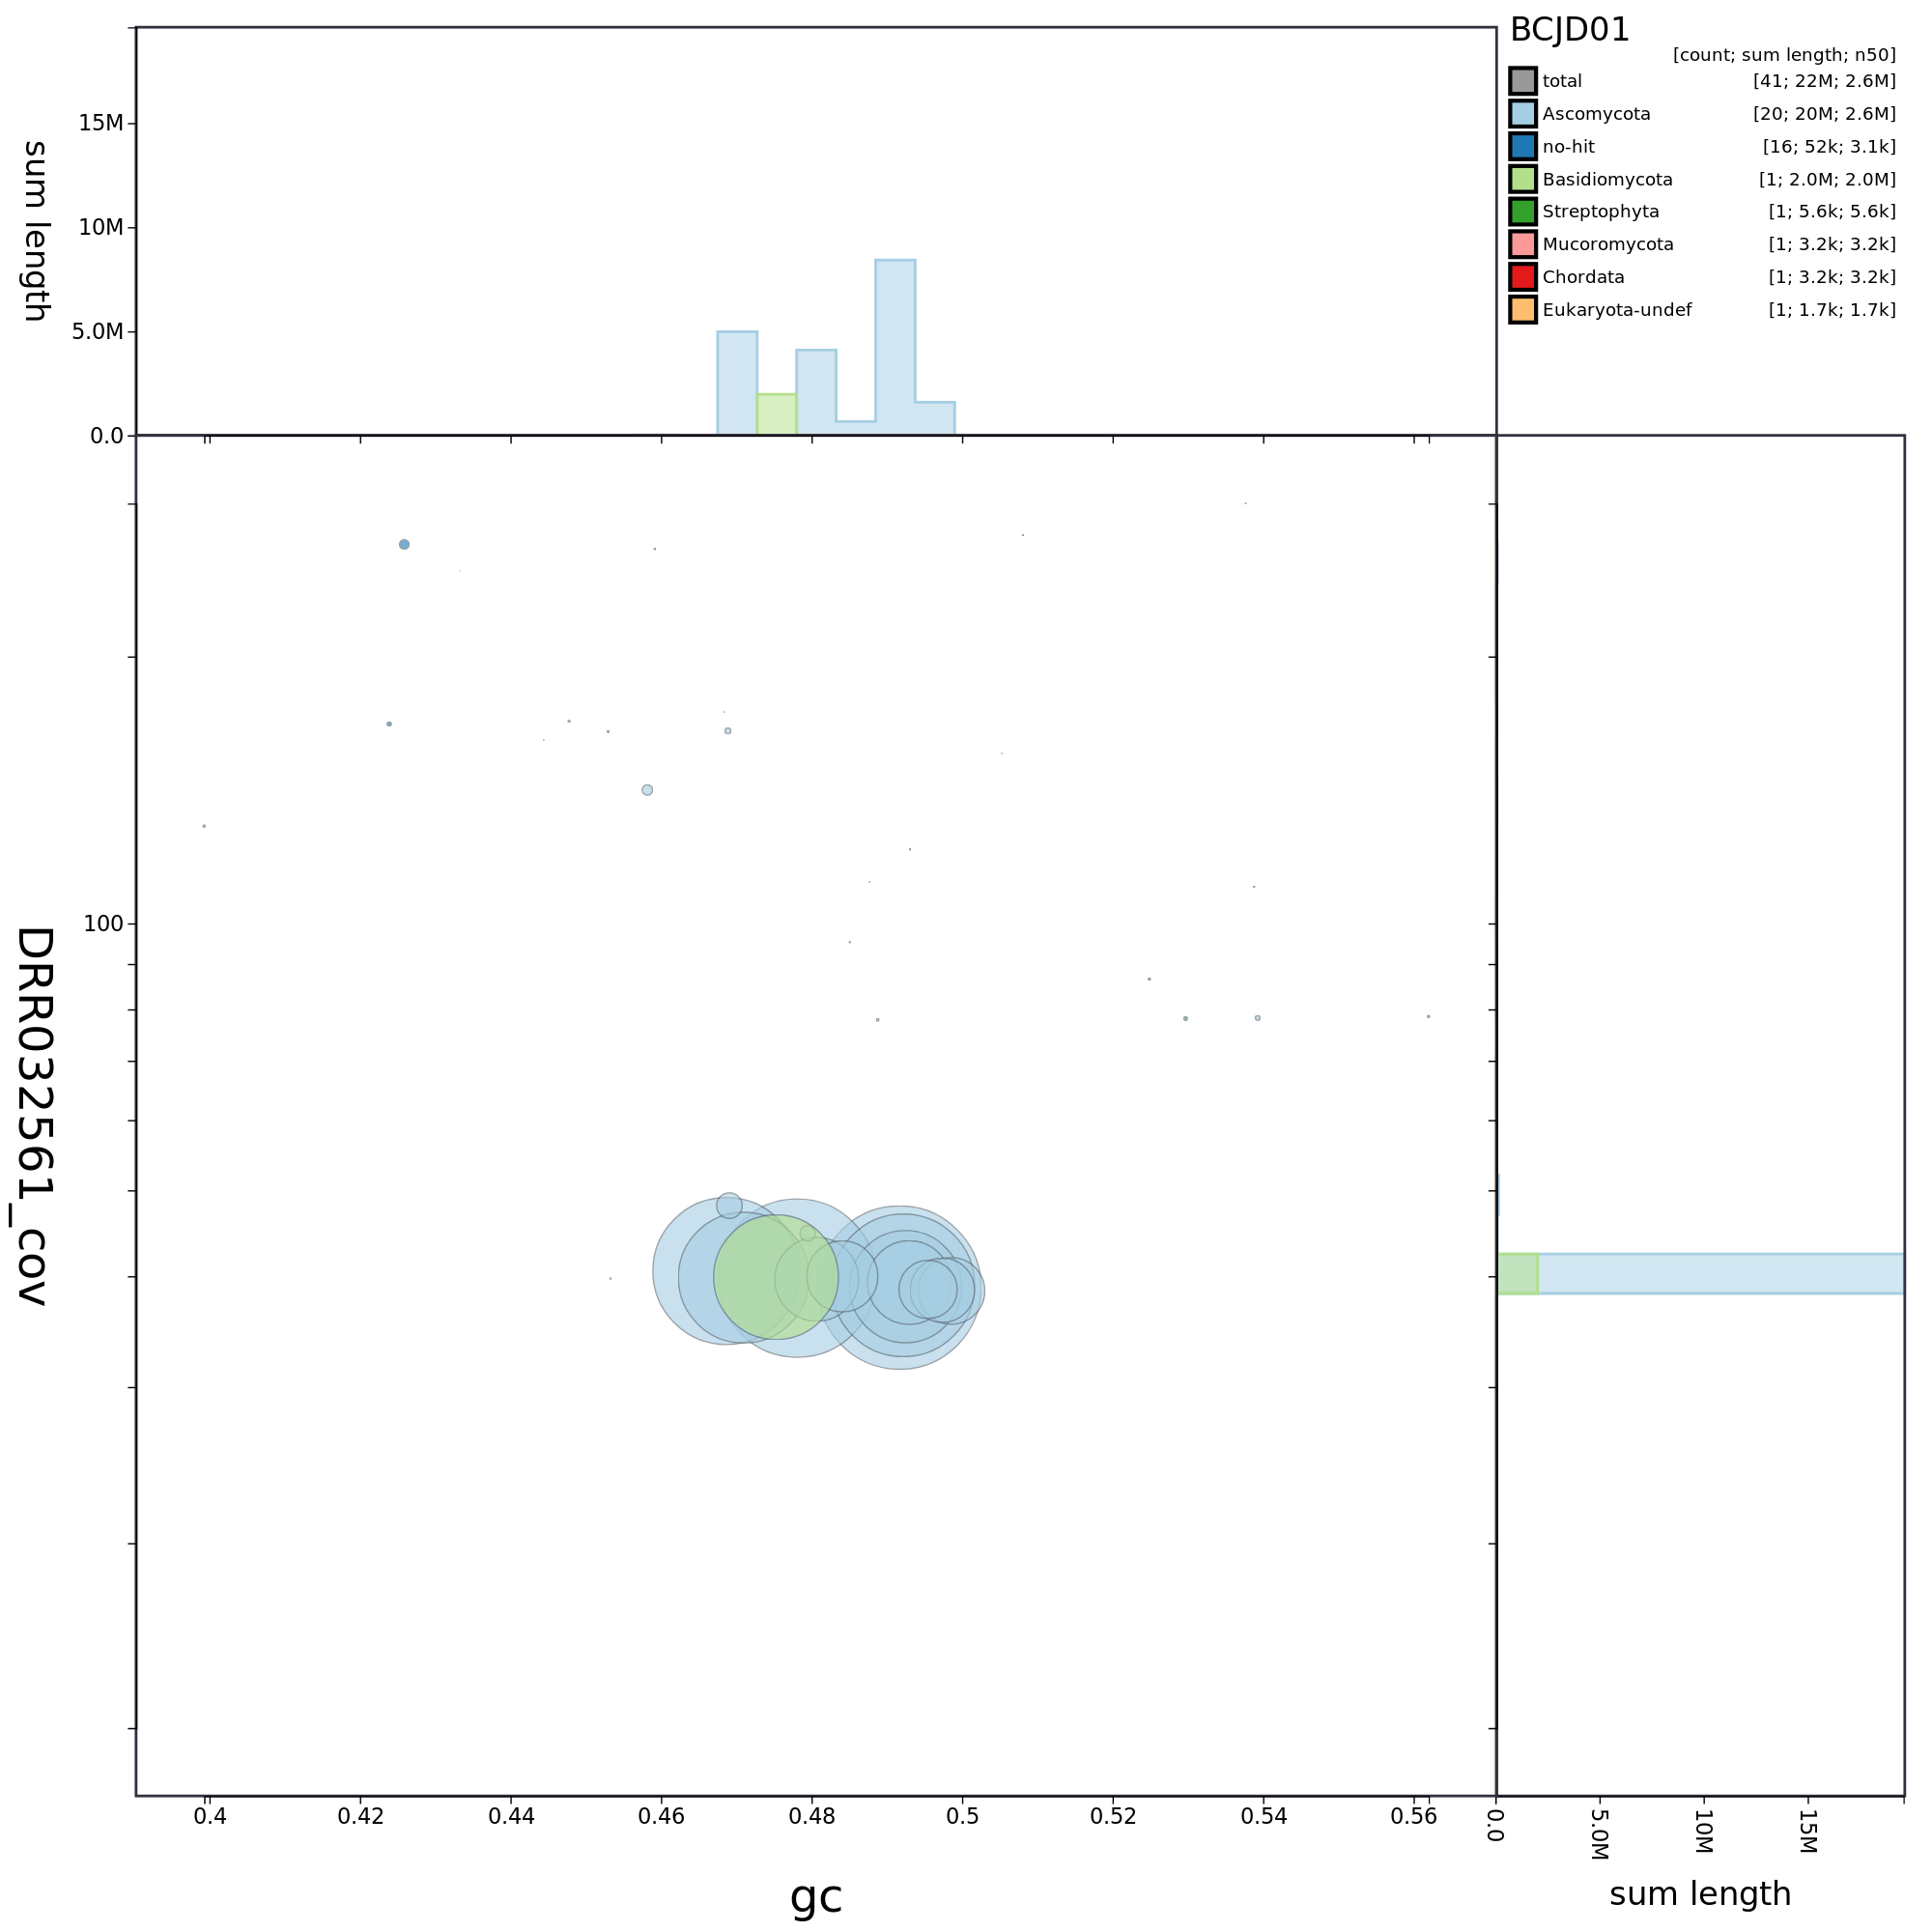 BCJD01
[count; sum length; n50]
total [41; 22M; 2.6M]
Ascomycota [20; 20M; 2.6M]
no-hit [16; 52k; 3.1k]
Basidiomycota [1; 2.0M; 2.0M]
Streptophyta [1; 5.6k; 5.6k]
Mucoromycota [1; 3.2k; 3.2k]
Chordata [1; 3.2k; 3.2k]
Eukaryota-undef [1; 1.7k; 1.7k]
sum length
15M
10M
5.0M
0.0
DRR032561_cov
100
0.4 0.42 0.44 0.46 0.48 0.5 0.52 0.54 0.56
gc
0.0 5.0M 10M 15M
sum length